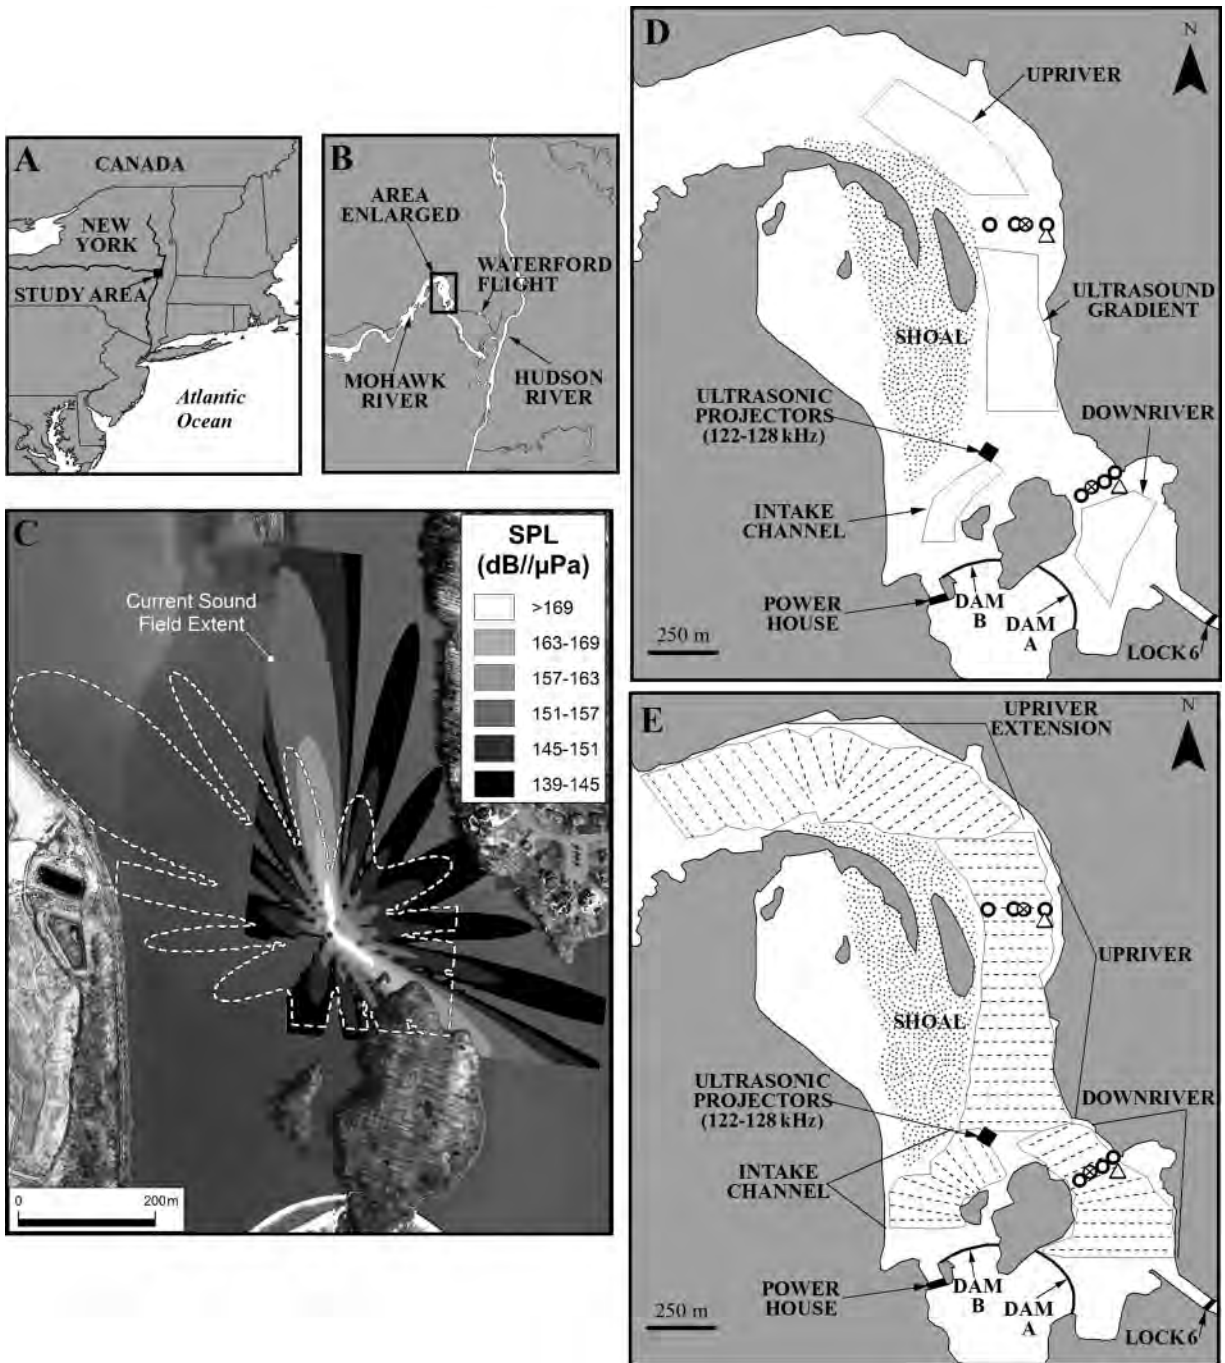 A
CANADA
NEW
YORK
STUDY AREA
Atlantic
Ocean
B
AREA
ENLARGED
WATERFORD
FLIGHT
MOHAWK
RIVER
HUDSON
RIVER
C
Current Sound
Field Extent
SPL
(dB//µPa)
>169
163-169
157-163
151-157
145-151
139-145
0
200m
D
N
UPRIVER
ULTRASOUND
GRADIENT
SHOAL
ULTRASONIC
PROJECTORS
(122-128 kHz)
DOWNRIVER
INTAKE
CHANNEL
POWER
HOUSE
DAM
B
DAM
A
LOCK 6
250 m
E
UPRIVER
EXTENSION
N
UPRIVER
SHOAL
ULTRASONIC
PROJECTORS
(122-128 kHz)
DOWNRIVER
INTAKE
CHANNEL
POWER
HOUSE
DAM
B
DAM
A
LOCK 6
250 m